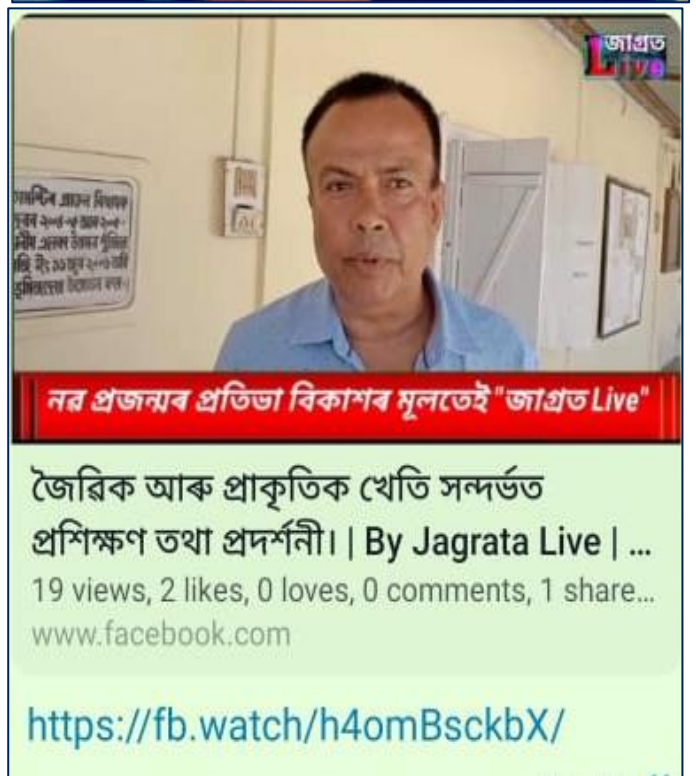 জাগ্ৰত
Live
নৱ প্ৰজন্মৰ প্ৰতিভা বিকাশৰ মূলতেই "জাগ্ৰত Live"
জৈৱিক আৰু প্ৰাকৃতিক খেতি সন্দৰ্ভত
প্ৰশিক্ষণ তথা প্ৰদৰ্শনী। | By Jagrata Live | ...
19 views, 2 likes, 0 loves, 0 comments, 1 share...
www.facebook.com
https://fb.watch/h4omBsckbX/